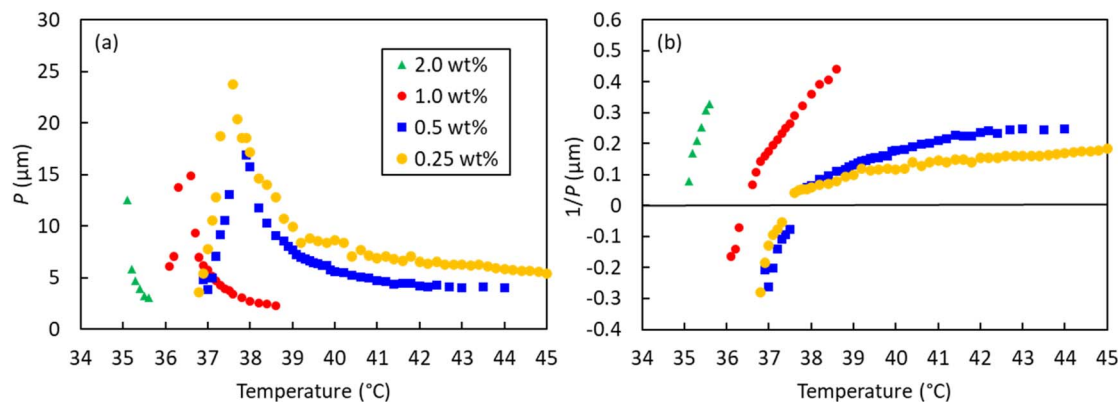 (a)
P (µm)
30
25
20
15
10
5
0
2.0 wt%
1.0 wt%
0.5 wt%
0.25 wt%
34 35 36 37 38 39 40 41 42 43 44 45
Temperature (°C)
(b)
1/P (µm)
0.6
0.5
0.4
0.3
0.2
0.1
0
-0.1
-0.2
-0.3
-0.4
34 35 36 37 38 39 40 41 42 43 44 45
Temperature (°C)